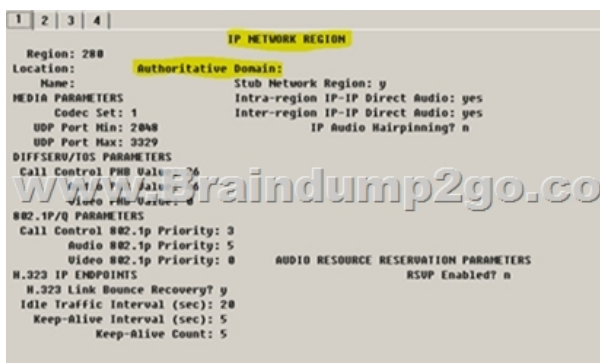 1 2 3 4
IP NETWORK REGION
Region: 280
Location: Authoritative Domain:
Name: Stub Network Region: y
MEDIA PARAMETERS Intra-region IP-IP Direct Audio: yes
Codec Set: 1 Inter-region IP-IP Direct Audio: yes
UDP Port Min: 2048 IP Audio Hairpinning? n
UDP Port Max: 3329
DIFFSERV/TOS PARAMETERS
Call Control PHB Value:
www.Braindump2go.co
Video PHB Value:
802.1P/Q PARAMETERS
Call Control 802.1p Priority: 3
Audio 802.1p Priority: 5
Video 802.1p Priority: 0 AUDIO RESOURCE RESERVATION PARAMETERS
H.323 IP ENDPOINTS RSVP Enabled? n
H.323 Link Bounce Recovery? y
Idle Traffic Interval (sec): 20
Keep-Alive Interval (sec): 5
Keep-Alive Count: 5